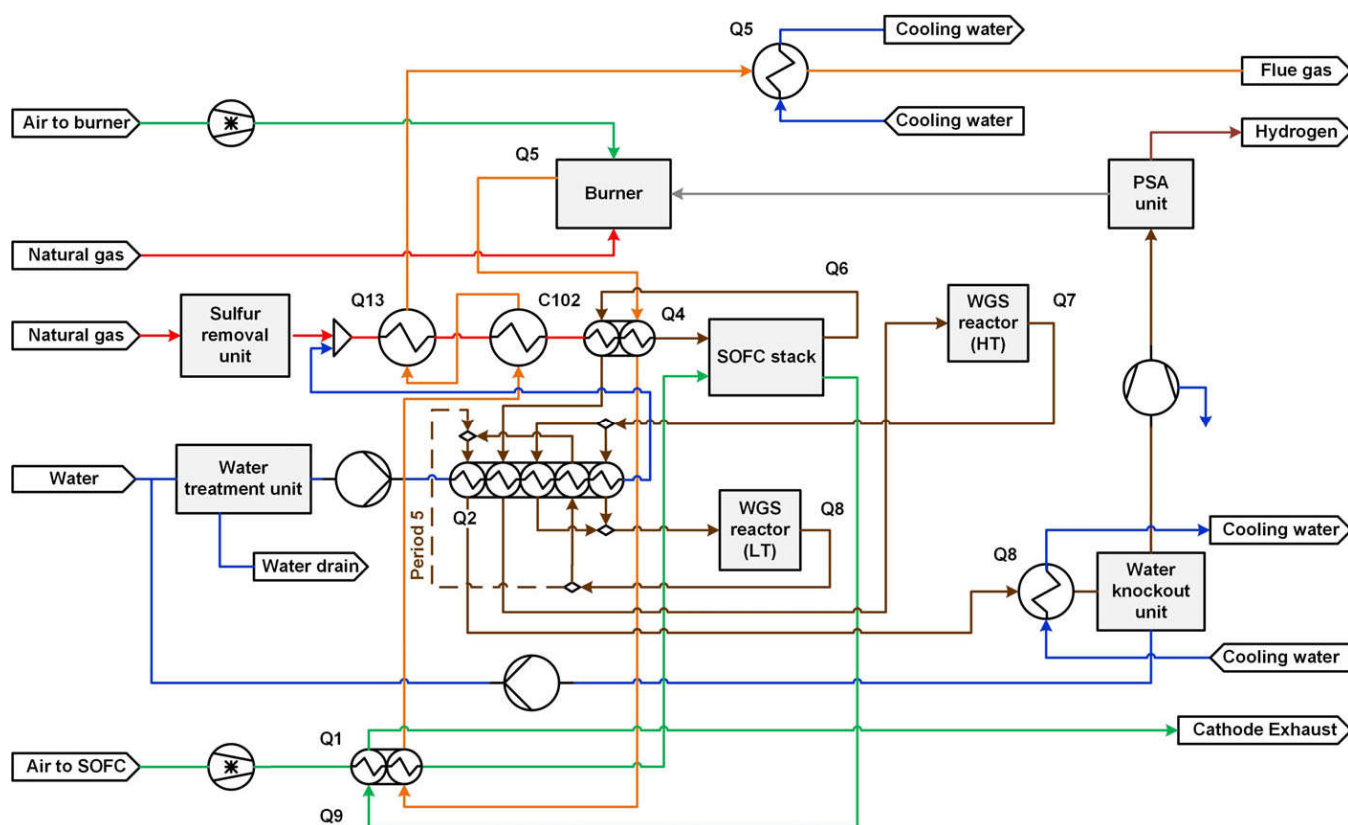 Q5
Cooling water
Flue gas
Air to burner
Cooling water
Hydrogen
Q5
Burner
PSA
unit
Natural gas
Q6
Natural gas
Sulfur
removal
unit
Q13
C102
Q4
SOFC stack
WGS
reactor
(HT)
Q7
Water
Water
treatment unit
Q2
Period 5
WGS
reactor
(LT)
Q8
Cooling water
Water drain
Q8
Water
knockout
unit
Cooling water
Q1
Cathode Exhaust
Air to SOFC
Q9